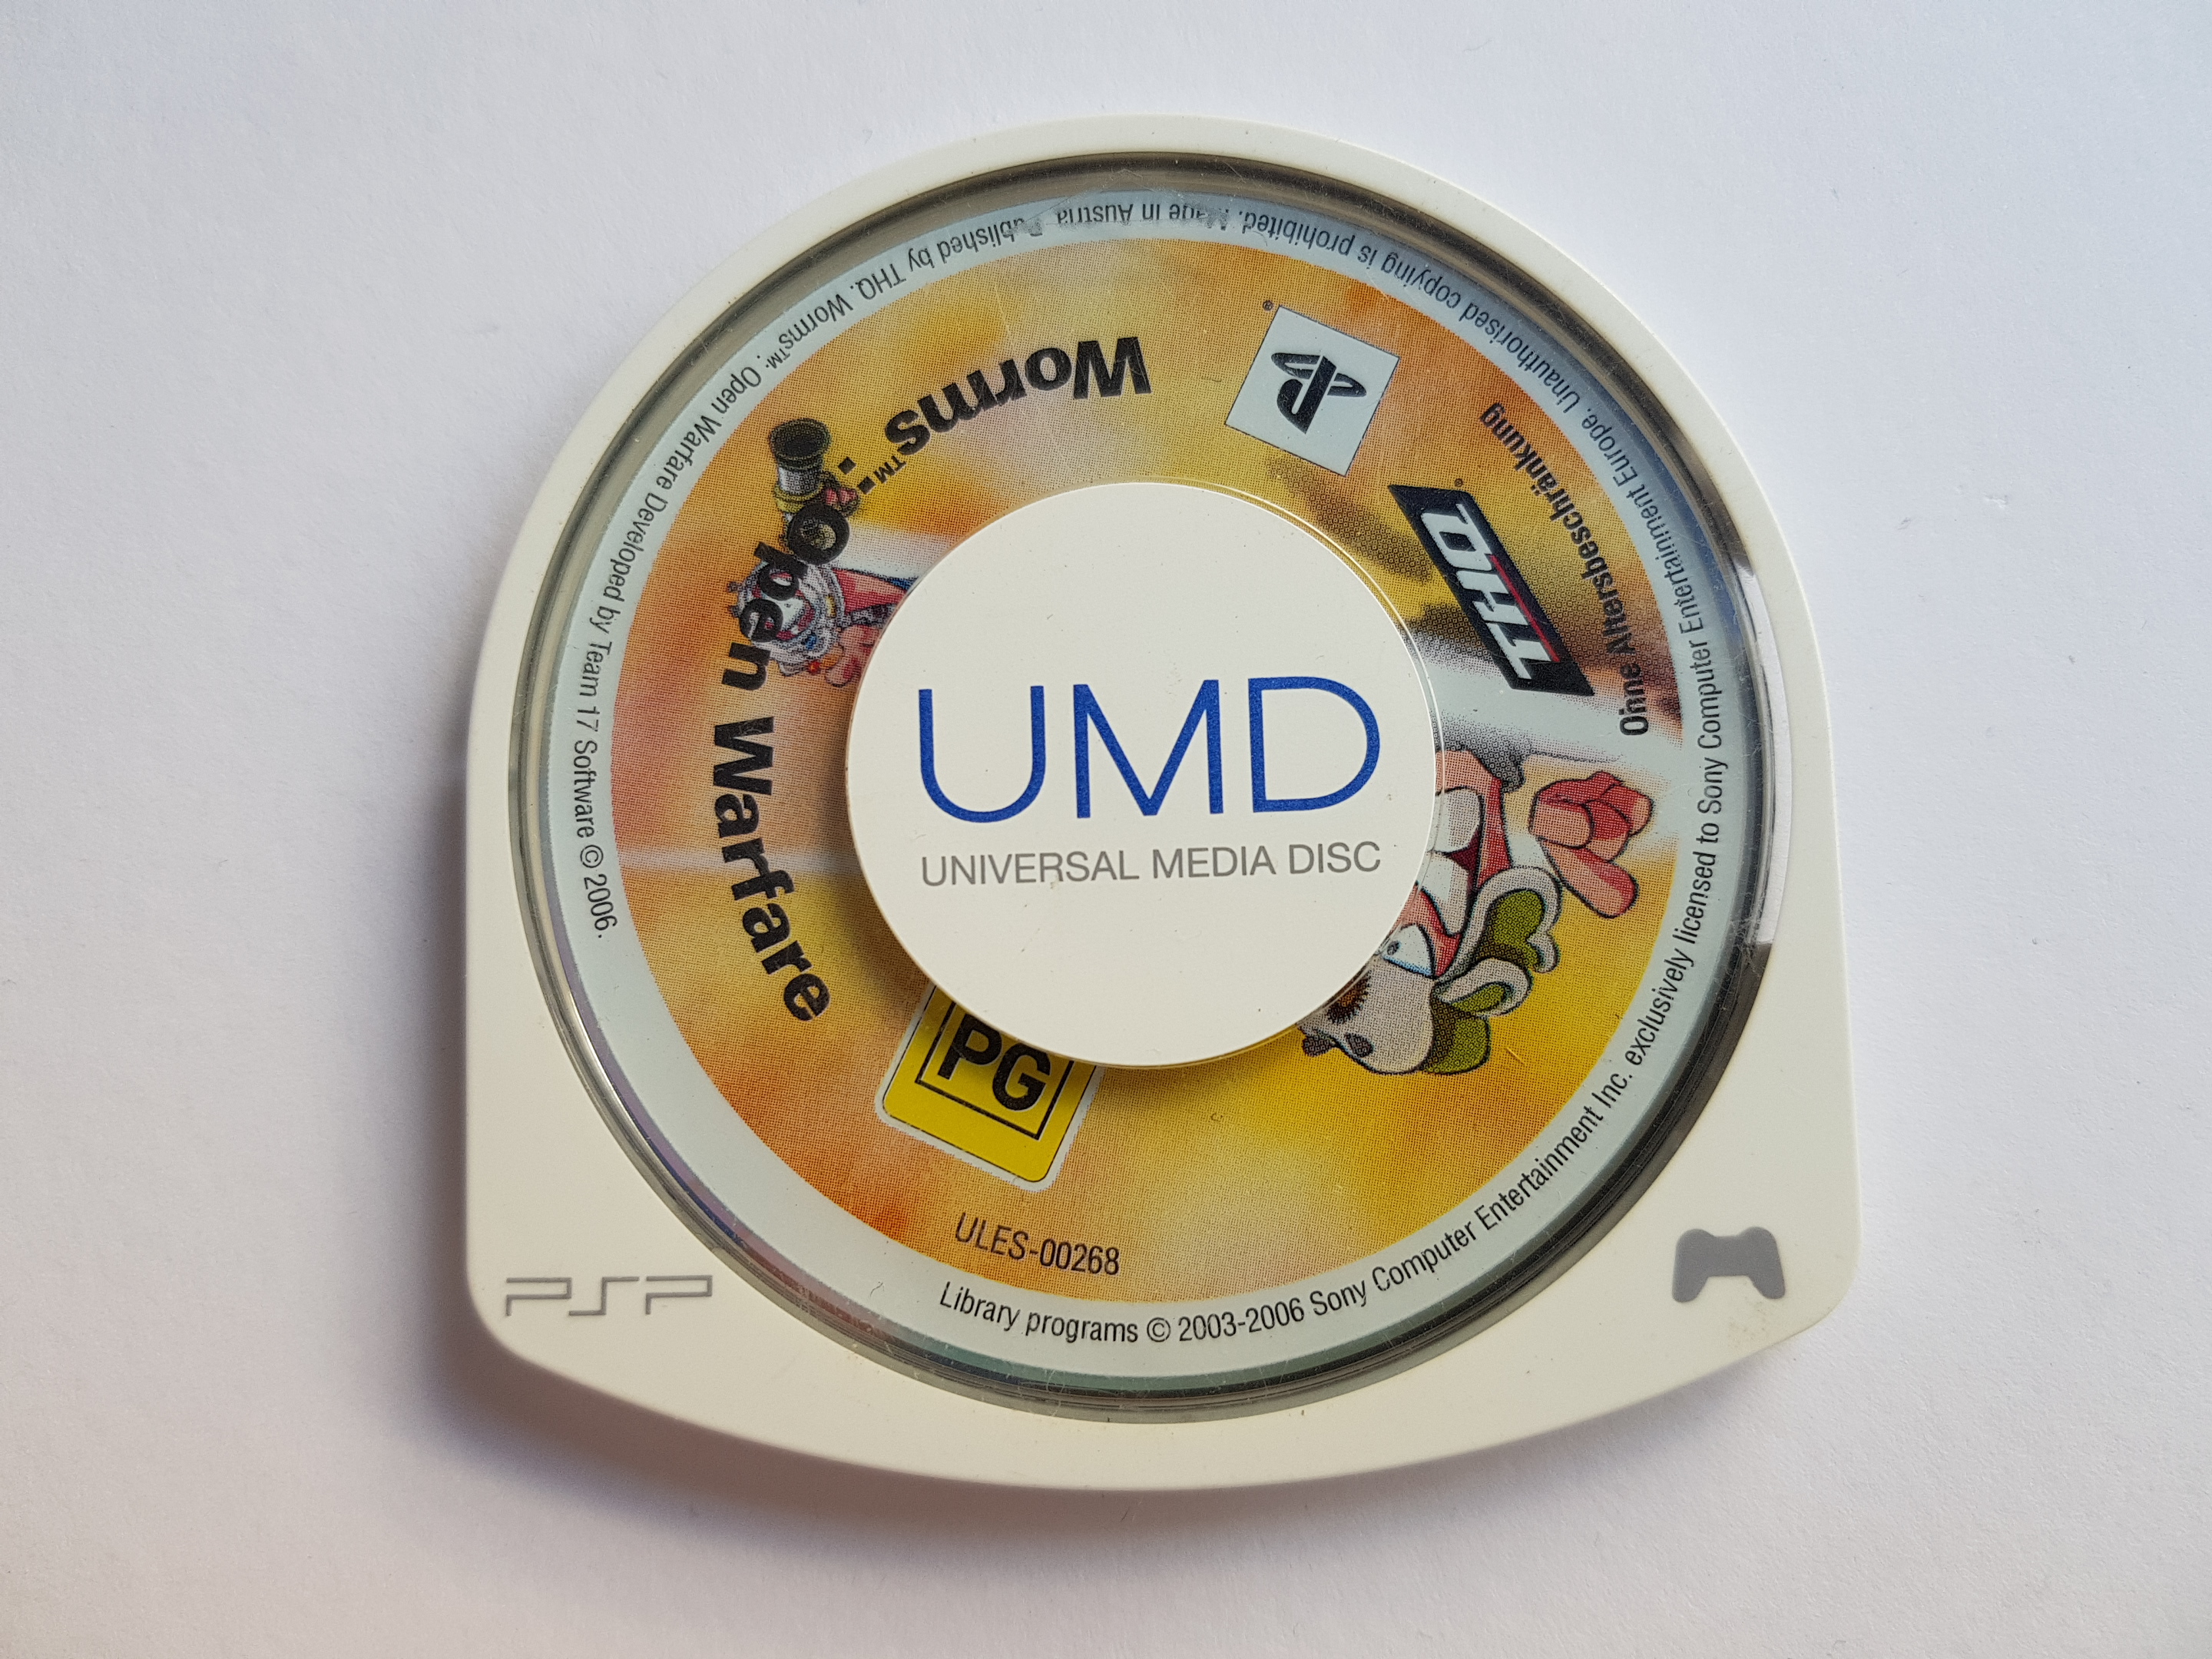 UMD
UNIVERSAL MEDIA DISC
Worms™:
Open Warfare
THQ
Ohne Altersbeschränkung
PG
ULES-00268
Library programs © 2003-2006 Sony Computer Entertainment Inc. exclusively licensed to Sony Computer Entertainment Europe. Unauthorised copying is prohibited. Made in Austria. Published by THQ. Worms™: Open Warfare Developed by Team 17 Software © 2006.
PSP